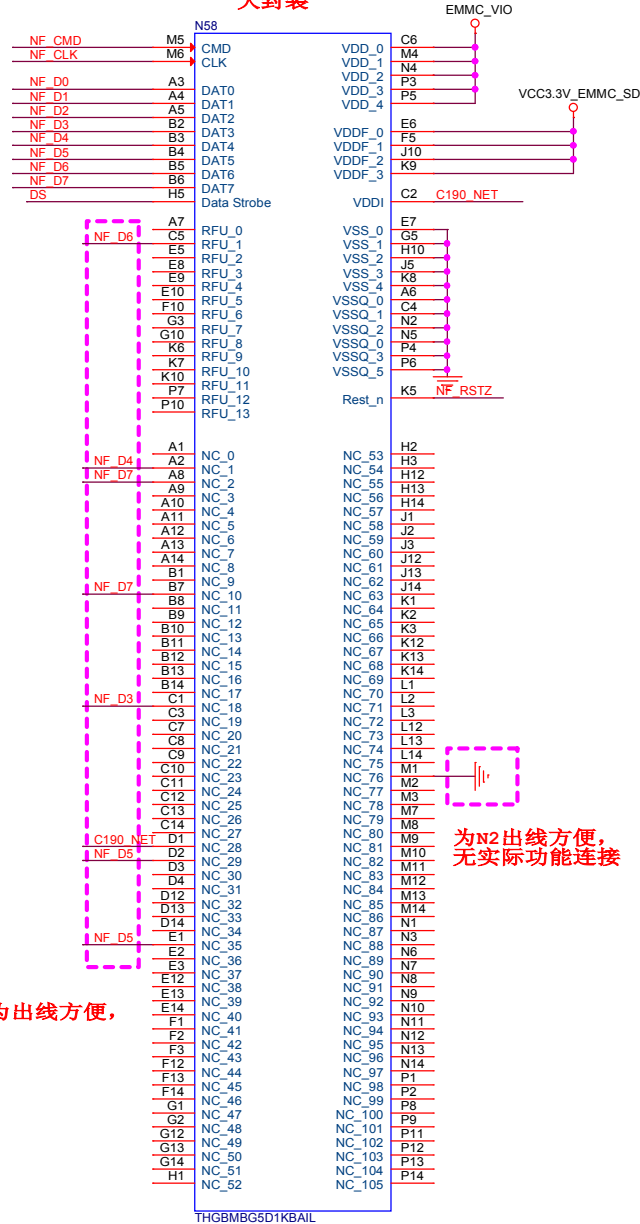 大封装
EMMC_VIO
N58
NF_CMD M5 CMD VDD_0 C6
NF_CLK M6 CLK VDD_1 M4
VDD_2 N4
NF_D0 A3 DAT0 VDD_3 P3
NF_D1 A4 DAT1 VDD_4 P5
VCC3.3V_EMMC_SD
NF_D2 A5 DAT2
NF_D3 B2 DAT3 VDDF_0 E6
NF_D4 B3 DAT4 VDDF_1 F5
NF_D5 B4 DAT5 VDDF_2 J10
NF_D6 B5 DAT6 VDDF_3 K9
NF_D7 B6 DAT7
DS H5 Data Strobe VDDI C2 C190_NET
A7 RFU_0 VSS_0 E7
NF_D6 C5 RFU_1 VSS_1 G5
E5 RFU_2 VSS_2 H10
E8 RFU_3 VSS_3 J5
E9 RFU_4 VSS_4 K8
E10 RFU_5 VSSQ_0 A6
F10 RFU_6 VSSQ_1 C4
G3 RFU_7 VSSQ_2 N2
G10 RFU_8 VSSQ_0 N5
K6 RFU_9 VSSQ_3 P4
K7 RFU_10 VSSQ_5 P6
K10 RFU_11
P7 RFU_12 Rest_n K5 NF_RSTZ
P10 RFU_13
A1 NC_0 NC_53 H2
NF_D4 A2 NC_1 NC_54 H3
NF_D7 A8 NC_2 NC_55 H12
A9 NC_3 NC_56 H13
A10 NC_4 NC_57 H14
A11 NC_5 NC_58 J1
A12 NC_6 NC_59 J2
A13 NC_7 NC_60 J3
A14 NC_8 NC_61 J12
B1 NC_9 NC_62 J13
NF_D7 B7 NC_10 NC_63 J14
B8 NC_11 NC_64 K1
B9 NC_12 NC_65 K2
B10 NC_13 NC_66 K3
B11 NC_14 NC_67 K12
B12 NC_15 NC_68 K13
B13 NC_16 NC_69 K14
B14 NC_17 NC_70 L1
NF_D3 C1 NC_18 NC_71 L2
C3 NC_19 NC_72 L3
C7 NC_20 NC_73 L12
C8 NC_21 NC_74 L13
C9 NC_22 NC_75 L14
C10 NC_23 NC_76 M1
C11 NC_24 NC_77 M2
C12 NC_25 NC_78 M3
C13 NC_26 NC_79 M7
C14 NC_27 NC_80 M8
C190_NET D1 NC_28 NC_81 M9
NF_D5 D2 NC_29 NC_82 M10
D3 NC_30 NC_83 M11
D4 NC_31 NC_84 M12
D12 NC_32 NC_85 M13
D13 NC_33 NC_86 M14
D14 NC_34 NC_87 N1
NF_D5 E1 NC_35 NC_88 N3
E2 NC_36 NC_89 N6
E3 NC_37 NC_90 N7
E12 NC_38 NC_91 N8
E13 NC_39 NC_92 N9
E14 NC_40 NC_93 N10
F1 NC_41 NC_94 N11
F2 NC_42 NC_95 N12
F3 NC_43 NC_96 N13
F12 NC_44 NC_97 N14
F13 NC_45 NC_98 P1
F14 NC_46 NC_99 P2
G1 NC_47 NC_100 P8
G2 NC_48 NC_101 P9
G12 NC_49 NC_102 P11
G13 NC_50 NC_103 P12
G14 NC_51 NC_104 P13
H1 NC_52 NC_105 P14
为N2出线方便，
无实际功能连接
为出线方便，
THGBMBG5D1KBAIL